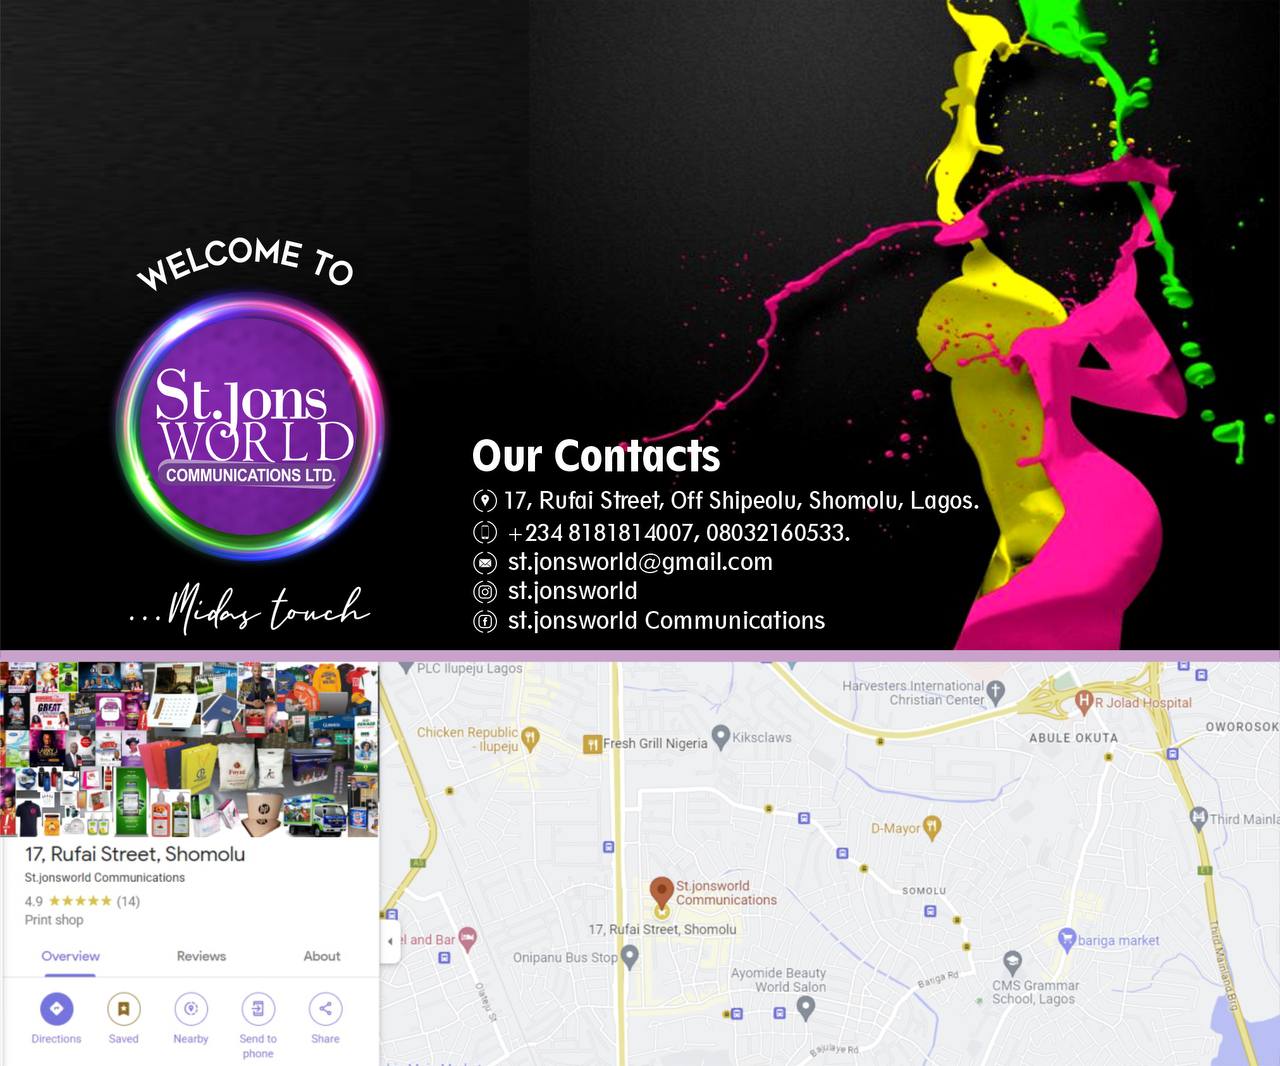 WELCOME TO
St.Jons
WORLD
COMMUNICATIONS LTD.
...Midas touch
Our Contacts
17, Rufai Street, Off Shipeolu, Shomolu, Lagos.
+234 8181814007, 08032160533.
st.jonsworld@gmail.com
st.jonsworld
st.jonsworld Communications
GREAT
17, Rufai Street, Shomolu
St.jonsworld Communications
4.9 ★★★★★ (14)
Print shop
Overview Reviews About
Directions
Saved
Nearby
Send to
phone
Share
PLC Ilupeju Lagos
Chicken Republic
- Ilupeju
Fresh Grill Nigeria
Kiksclaws
Harvesters International
Christian Center
R Jolad Hospital
ABULE OKUTA
OWOROSOK
D-Mayor
Third Mainla
A5
E1
SOMOLU
St.jonsworld
Communications
17, Rufai Street, Shomolu
el and Bar
Onipanu Bus Stop
bariga market
Ayomide Beauty
World Salon
Bariga Rd
CMS Grammar
School, Lagos
Olateju St
Third Mainland Brg
Bajulaye Rd